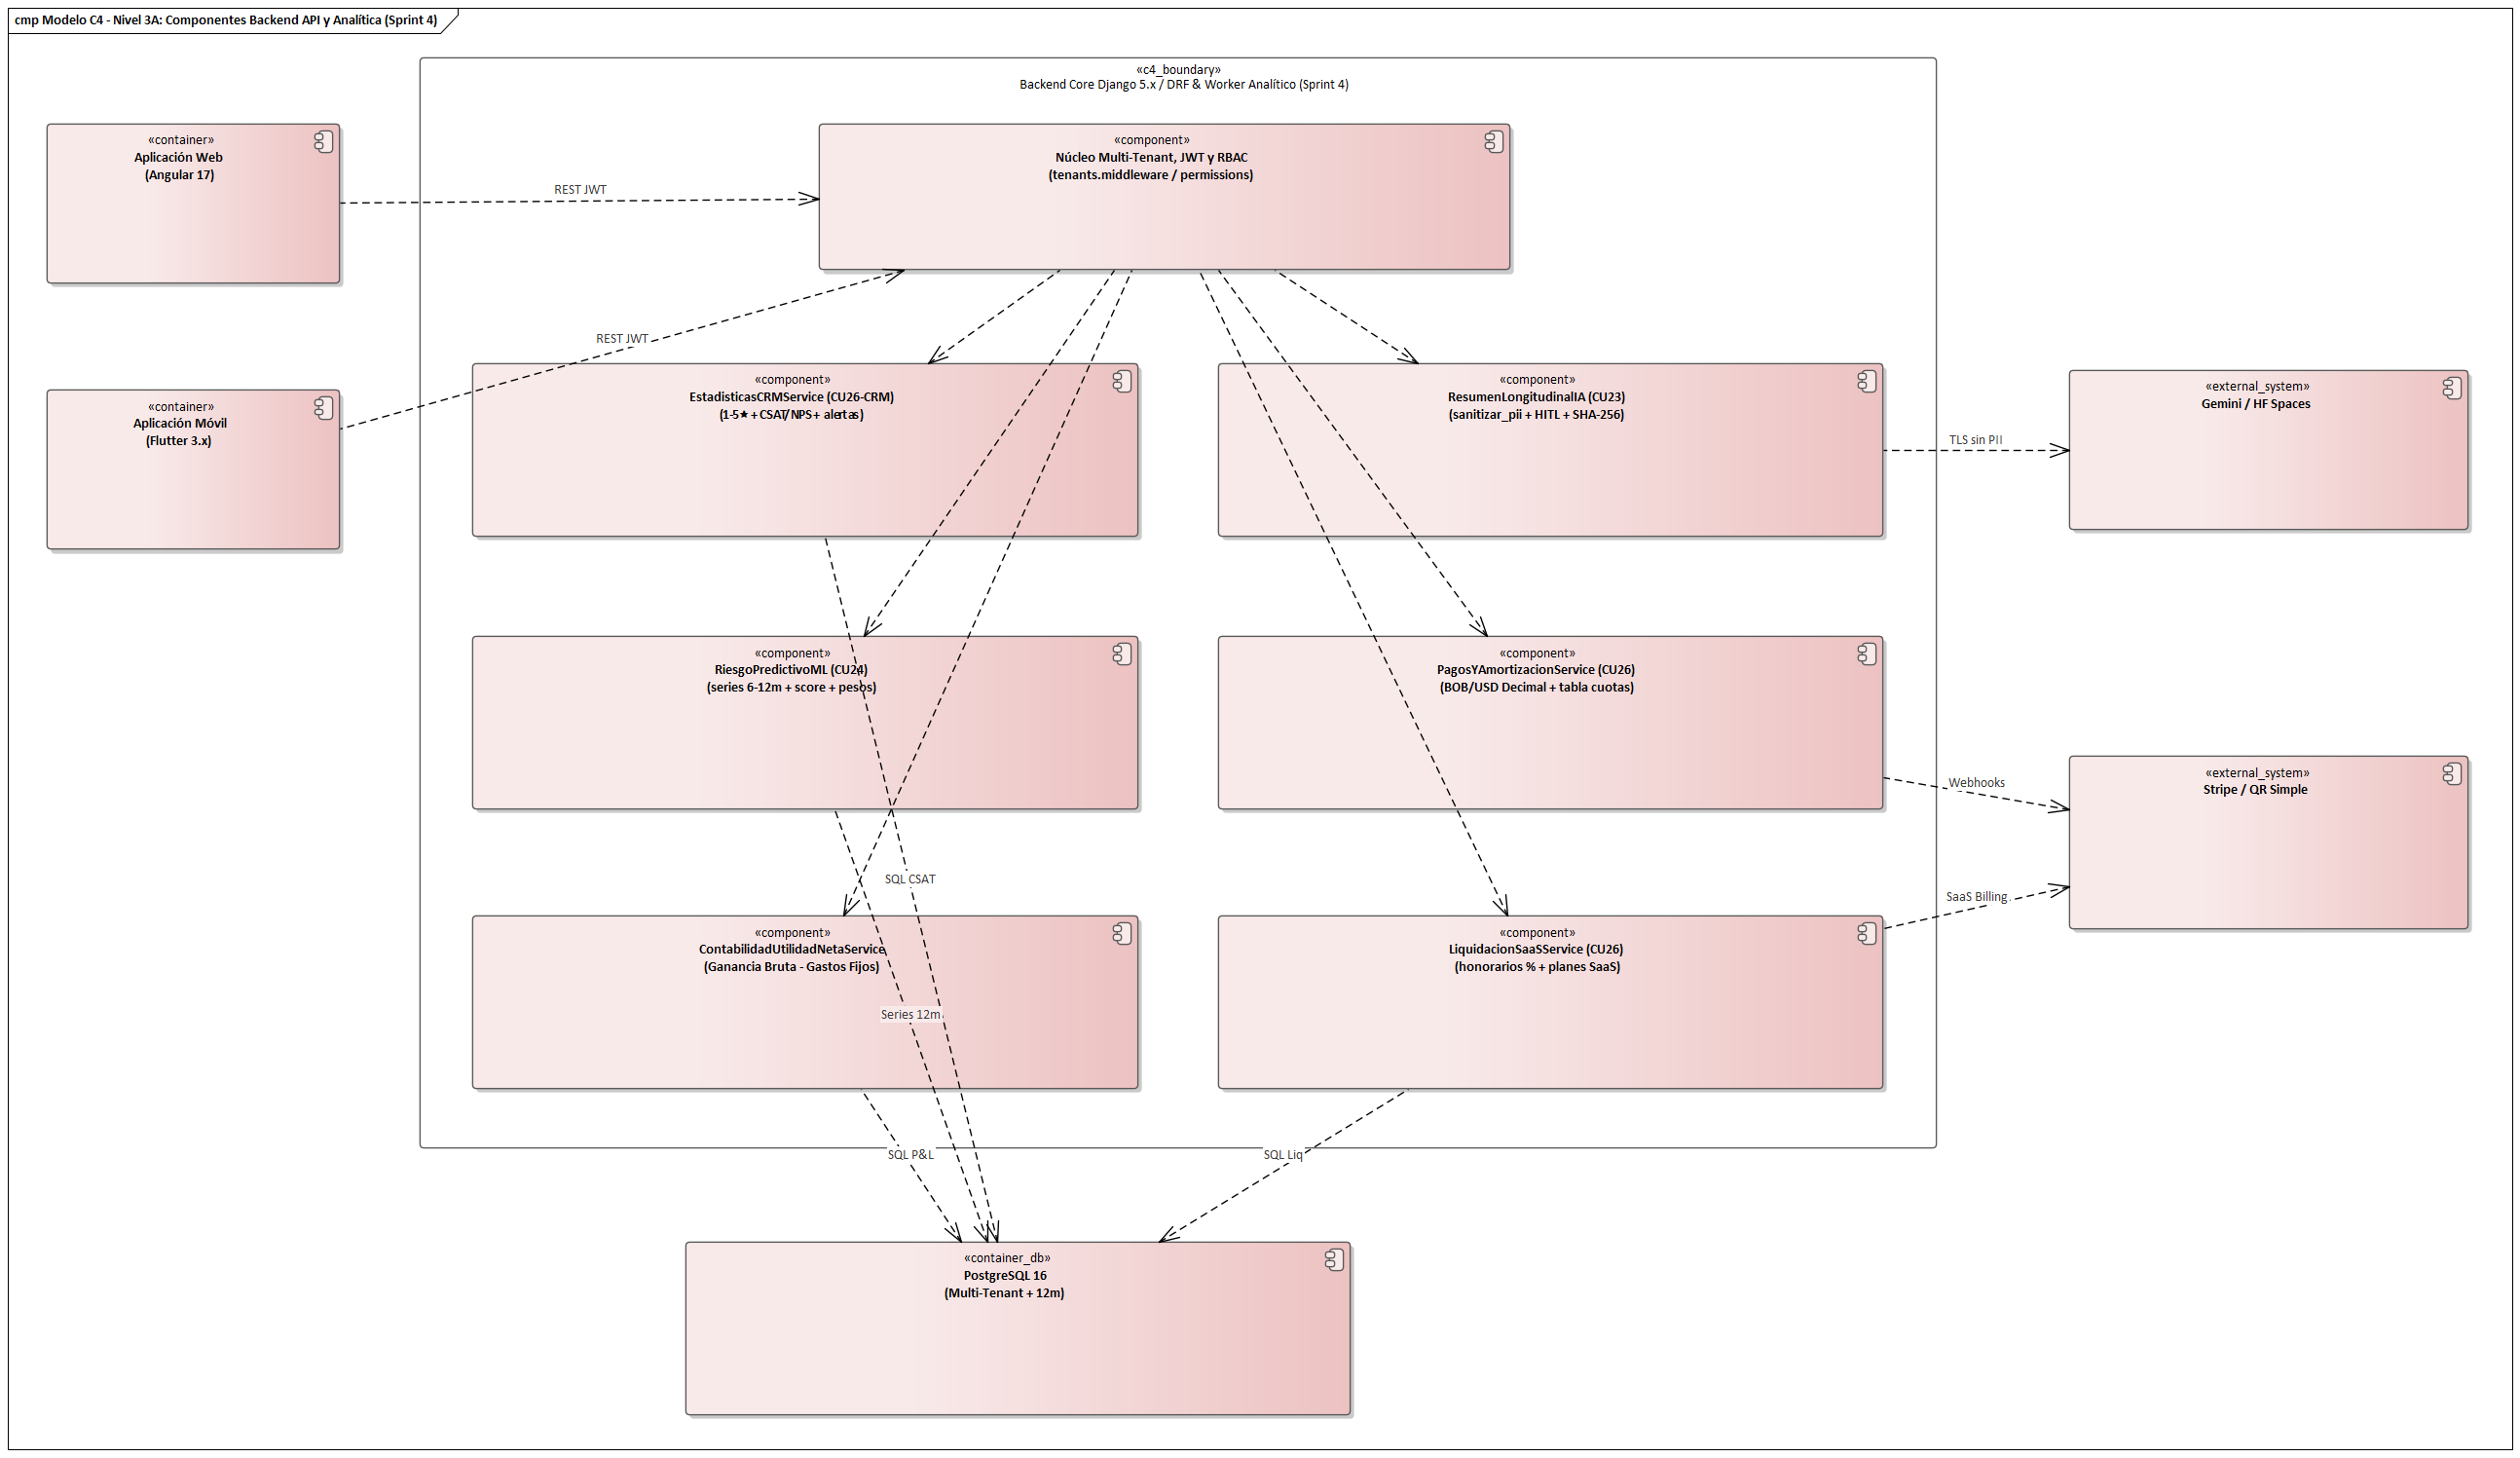 cmp Modelo C4 - Nivel 3A: Componentes Backend API y Analítica (Sprint 4)
«c4_boundary»
Backend Core Django 5.x / DRF & Worker Analítico (Sprint 4)
«container»
Aplicación Web
(Angular 17)
REST JWT
«component»
Núcleo Multi-Tenant, JWT y RBAC
(tenants.middleware / permissions)
«container»
Aplicación Móvil
(Flutter 3.x)
REST JWT
«component»
EstadisticasCRMService (CU26-CRM)
(1-5★ + CSAT/NPS + alertas)
«component»
ResumenLongitudinalIA (CU23)
(sanitizar_pii + HITL + SHA-256)
TLS sin PII
«external_system»
Gemini / HF Spaces
«component»
RiesgoPredictivoML (CU24)
(series 6-12m + score + pesos)
«component»
PagosYAmortizacionService (CU26)
(BOB/USD Decimal + tabla cuotas)
Webhooks
«external_system»
Stripe / QR Simple
SQL CSAT
SaaS Billing
«component»
ContabilidadUtilidadNetaService
(Ganancia Bruta - Gastos Fijos)
«component»
LiquidacionSaaSService (CU26)
(honorarios % + planes SaaS)
Series 12m
SQL P&L
SQL Liq
«container_db»
PostgreSQL 16
(Multi-Tenant + 12m)